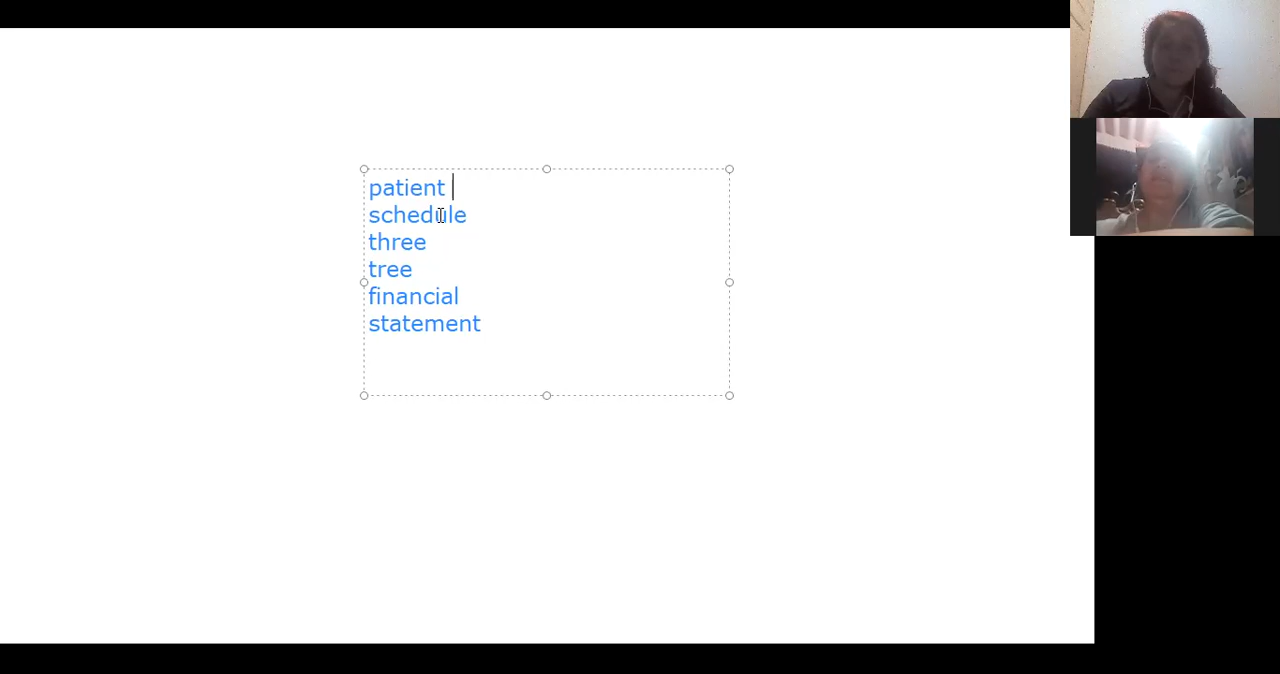 patient
schedule
three
tree
financial
statement